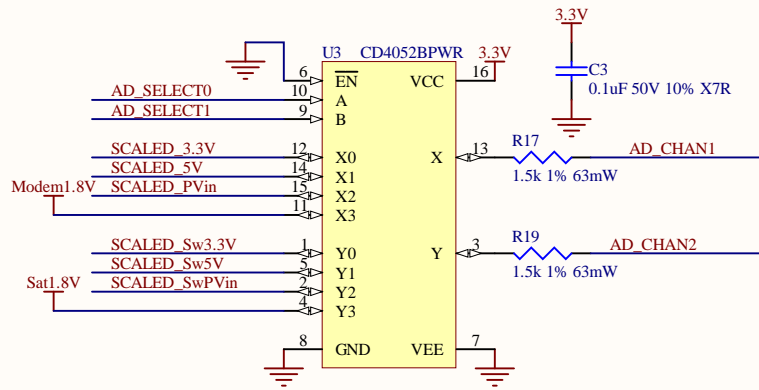 3.3V
U3 CD4052BPWR 3.3V
C3
0.1uF 50V 10% X7R
6 EN VCC 16
AD_SELECT0 10 A
AD_SELECT1 9 B
SCALED_3.3V 12 X0 X 13 R17 AD_CHAN1
SCALED_5V 14 X1 1.5k 1% 63mW
Modem1.8V SCALED_PVin 15 X2
11 X3
SCALED_Sw3.3V 1 Y0 Y 3 R19 AD_CHAN2
SCALED_Sw5V 5 Y1 1.5k 1% 63mW
Sat1.8V SCALED_SwPVin 2 Y2
4 Y3
8 GND VEE 7